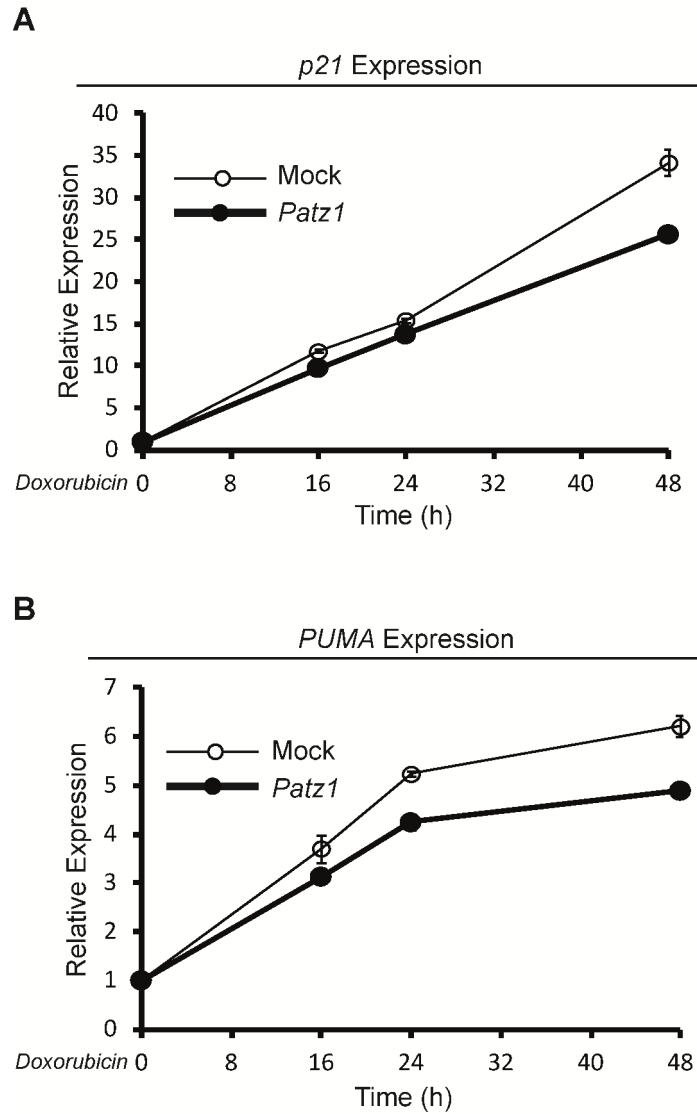 A
p21 Expression
40
35
30
25
20
15
10
5
0
Relative Expression
Mock
Patz1
Doxorubicin 0 8 16 24 32 40 48
Time (h)
B
PUMA Expression
7
6
5
4
3
2
1
0
Relative Expression
Mock
Patz1
Doxorubicin 0 8 16 24 32 40 48
Time (h)